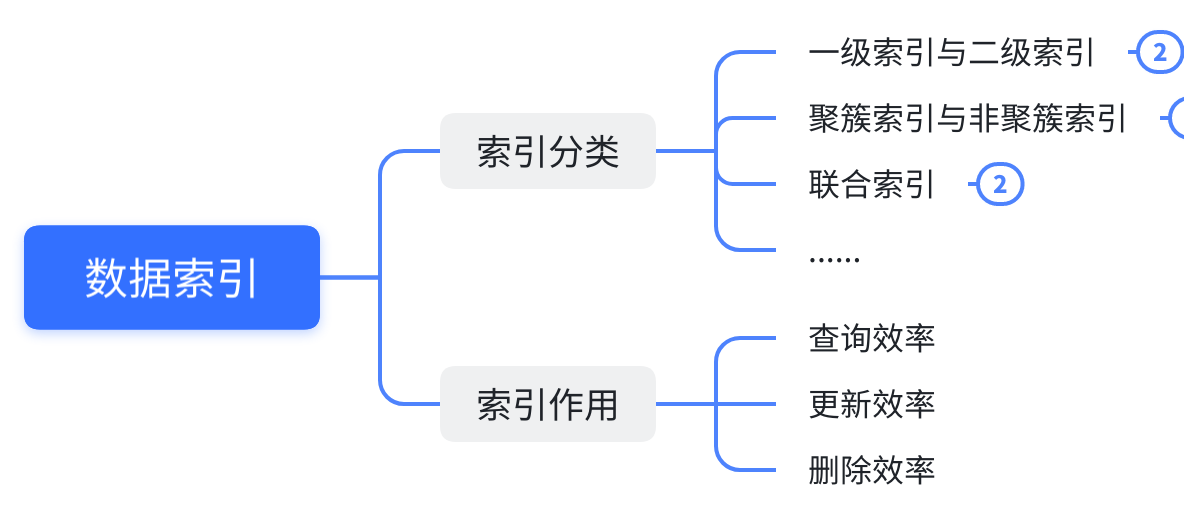 数据索引
索引分类
一级索引与二级索引 2
聚簇索引与非聚簇索引
联合索引 2
......
索引作用
查询效率
更新效率
删除效率